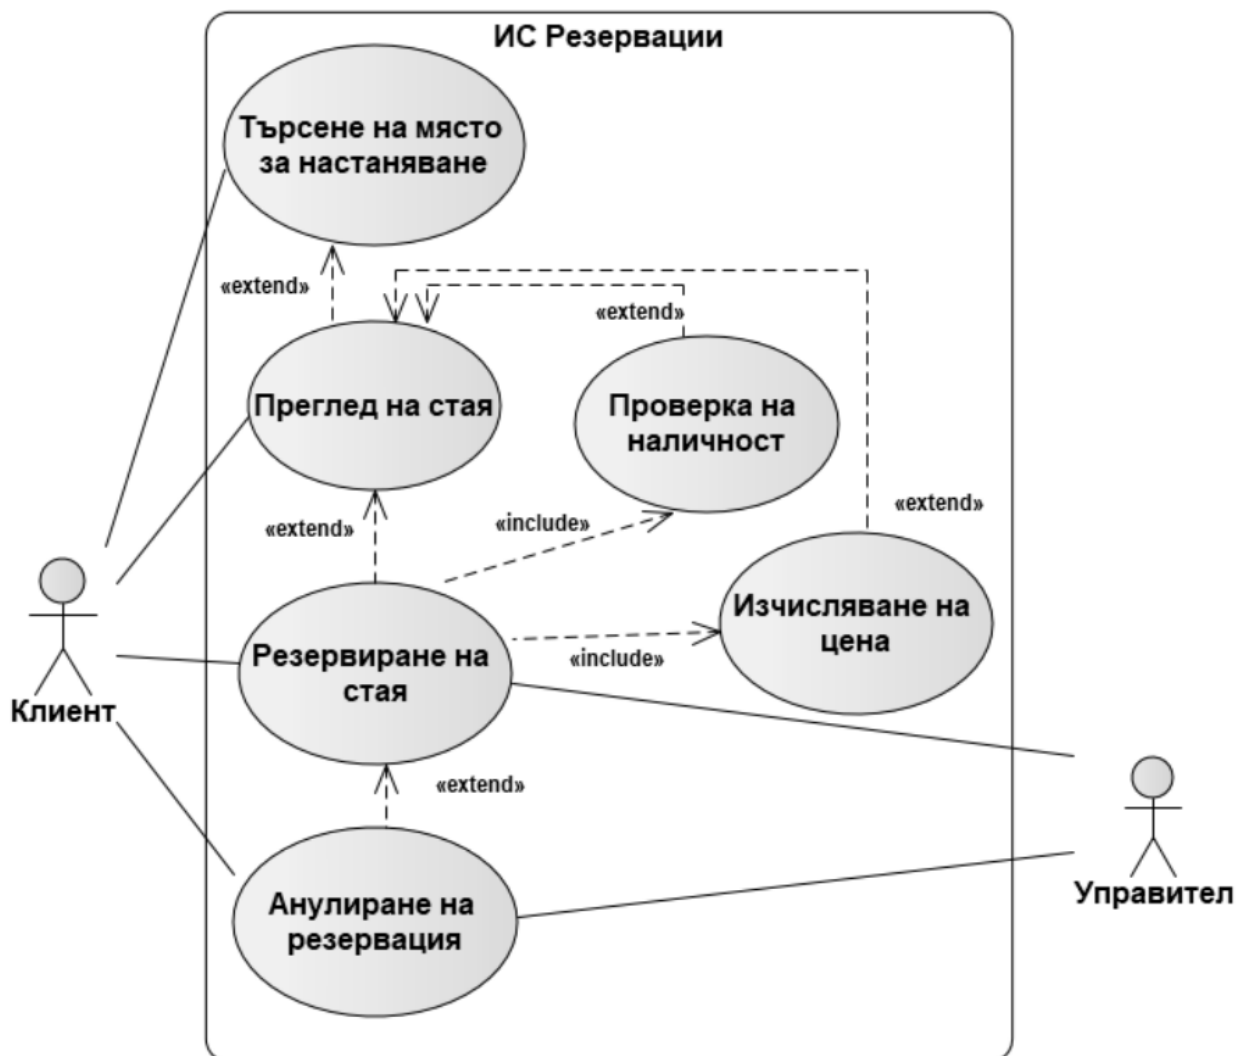 ИС Резервации
Търсене на място
за настаняване
«extend»
«extend»
Преглед на стая
Проверка на
наличност
«extend»
«include»
«extend»
Изчисляване на
цена
Резервиране на
стая
«include»
Клиент
«extend»
Анулиране на
резервация
Управител